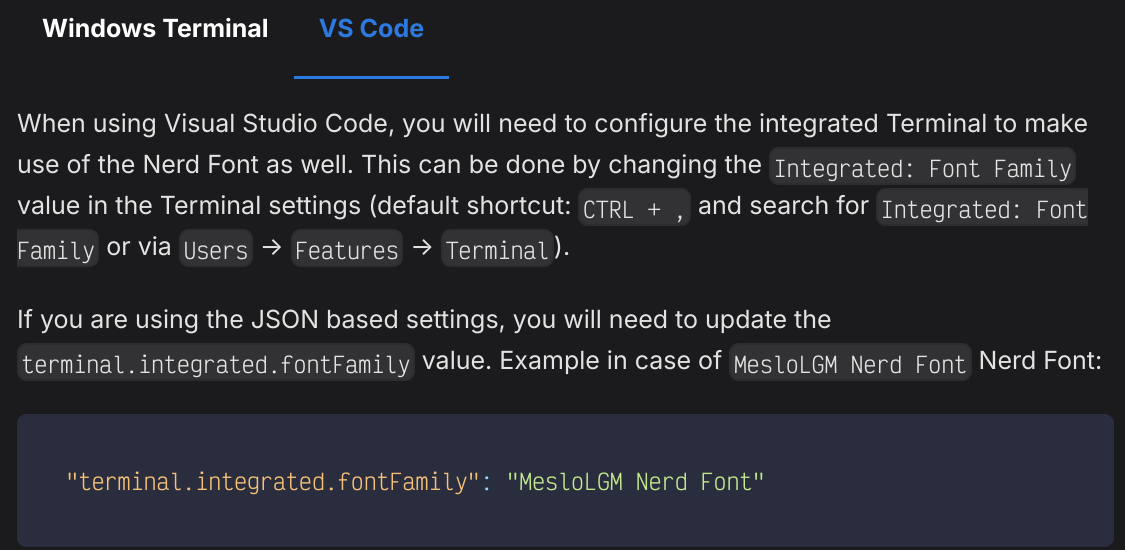 Windows Terminal VS Code
When using Visual Studio Code, you will need to configure the integrated Terminal to make
use of the Nerd Font as well. This can be done by changing the Integrated: Font Family
value in the Terminal settings (default shortcut: CTRL + , and search for Integrated: Font
Family or via Users → Features → Terminal).
If you are using the JSON based settings, you will need to update the
terminal.integrated.fontFamily value. Example in case of MesloLGM Nerd Font Nerd Font:
"terminal.integrated.fontFamily": "MesloLGM Nerd Font"